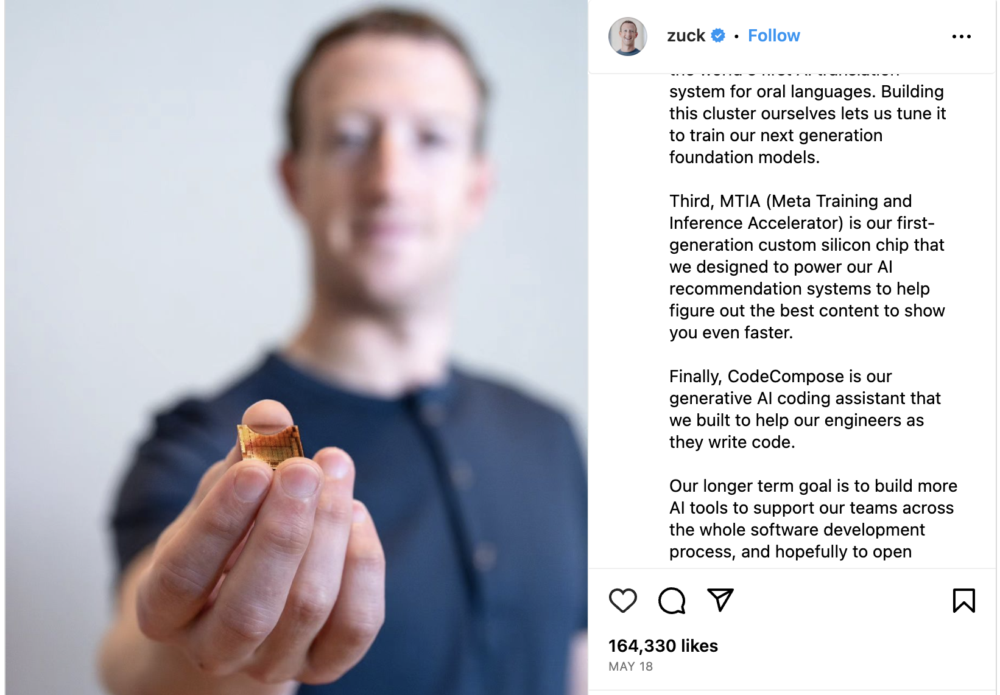 zuck • Follow
the world's first AI translation
system for oral languages. Building
this cluster ourselves lets us tune it
to train our next generation
foundation models.
Third, MTIA (Meta Training and
Inference Accelerator) is our first-
generation custom silicon chip that
we designed to power our AI
recommendation systems to help
figure out the best content to show
you even faster.
Finally, CodeCompose is our
generative AI coding assistant that
we built to help our engineers as
they write code.
Our longer term goal is to build more
AI tools to support our teams across
the whole software development
process, and hopefully to open
164,330 likes
MAY 18